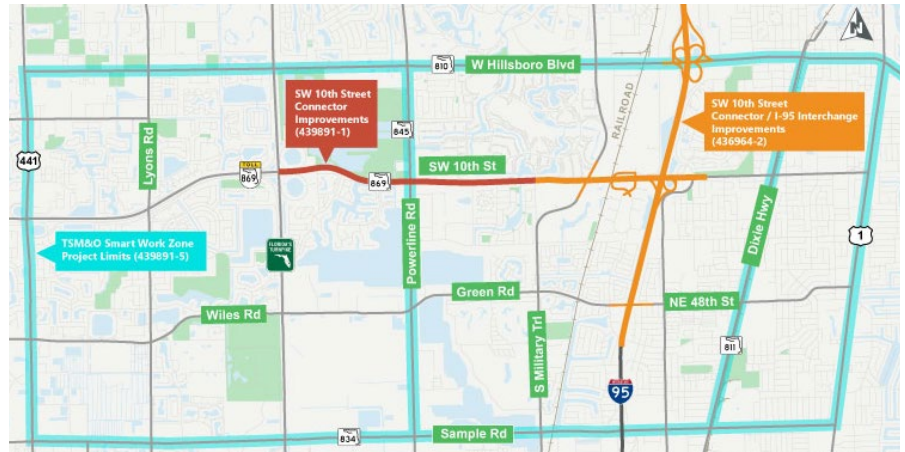 N
810
W Hillsboro Blvd
SW 10th Street
Connector
Improvements
(439891-1)
SW 10th Street
Connector / I-95 Interchange
Improvements
(436964-2)
RAILROAD
845
441
Lyons Rd
TOLL
869
SW 10th St
869
Powerline Rd
Dixie Hwy
1
TSM&O Smart Work Zone
Project Limits (439891-5)
FLORIDA'S
TURNPIKE
Green Rd
NE 48th St
Wiles Rd
S Military Trl
811
95
834
Sample Rd